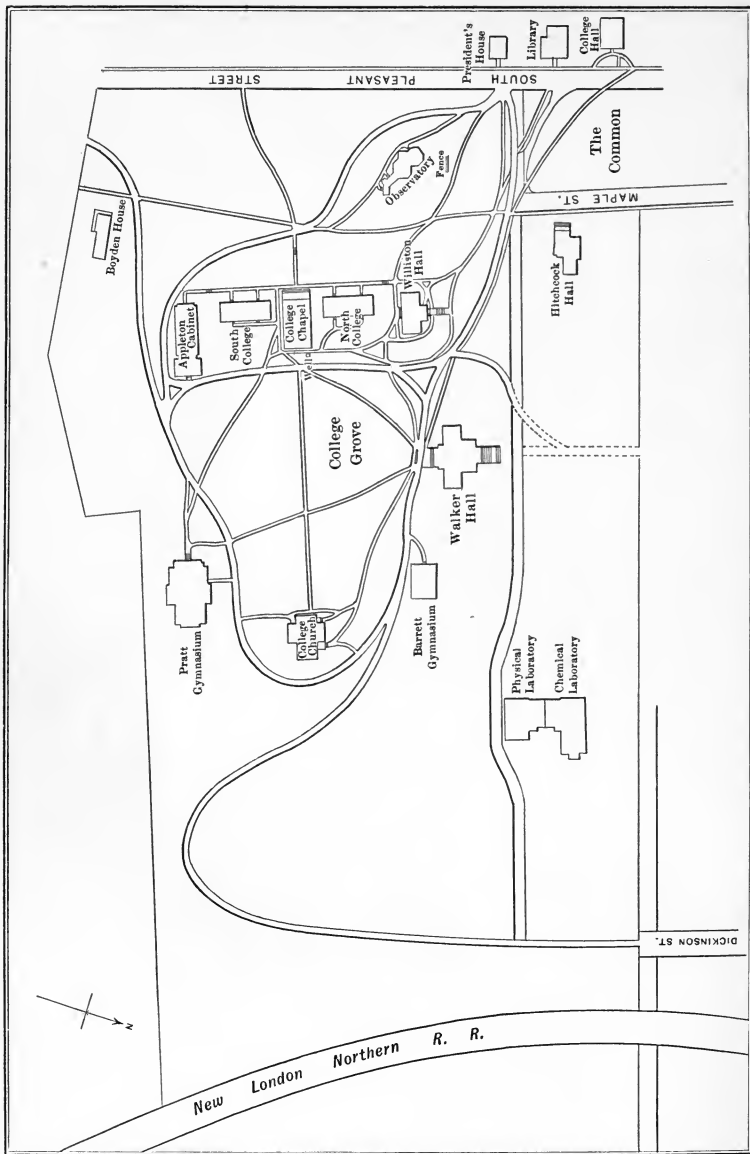 President's
House
Library
College
Hall
STREET
PLEASANT
SOUTH
The
Common
MAPLE ST.
Boyden House
Observatory
Fence
Williston
Hall
Hitchcock
Hall
Appleton
Cabinet
South
College
College
Chapel
North
College
Well
College
Grove
Walker
Hall
Pratt
Gymnasium
College
Church
Barrett
Gymnasium
Physical
Laboratory
Chemical
Laboratory
DICKINSON ST.
N
New London Northern R. R.